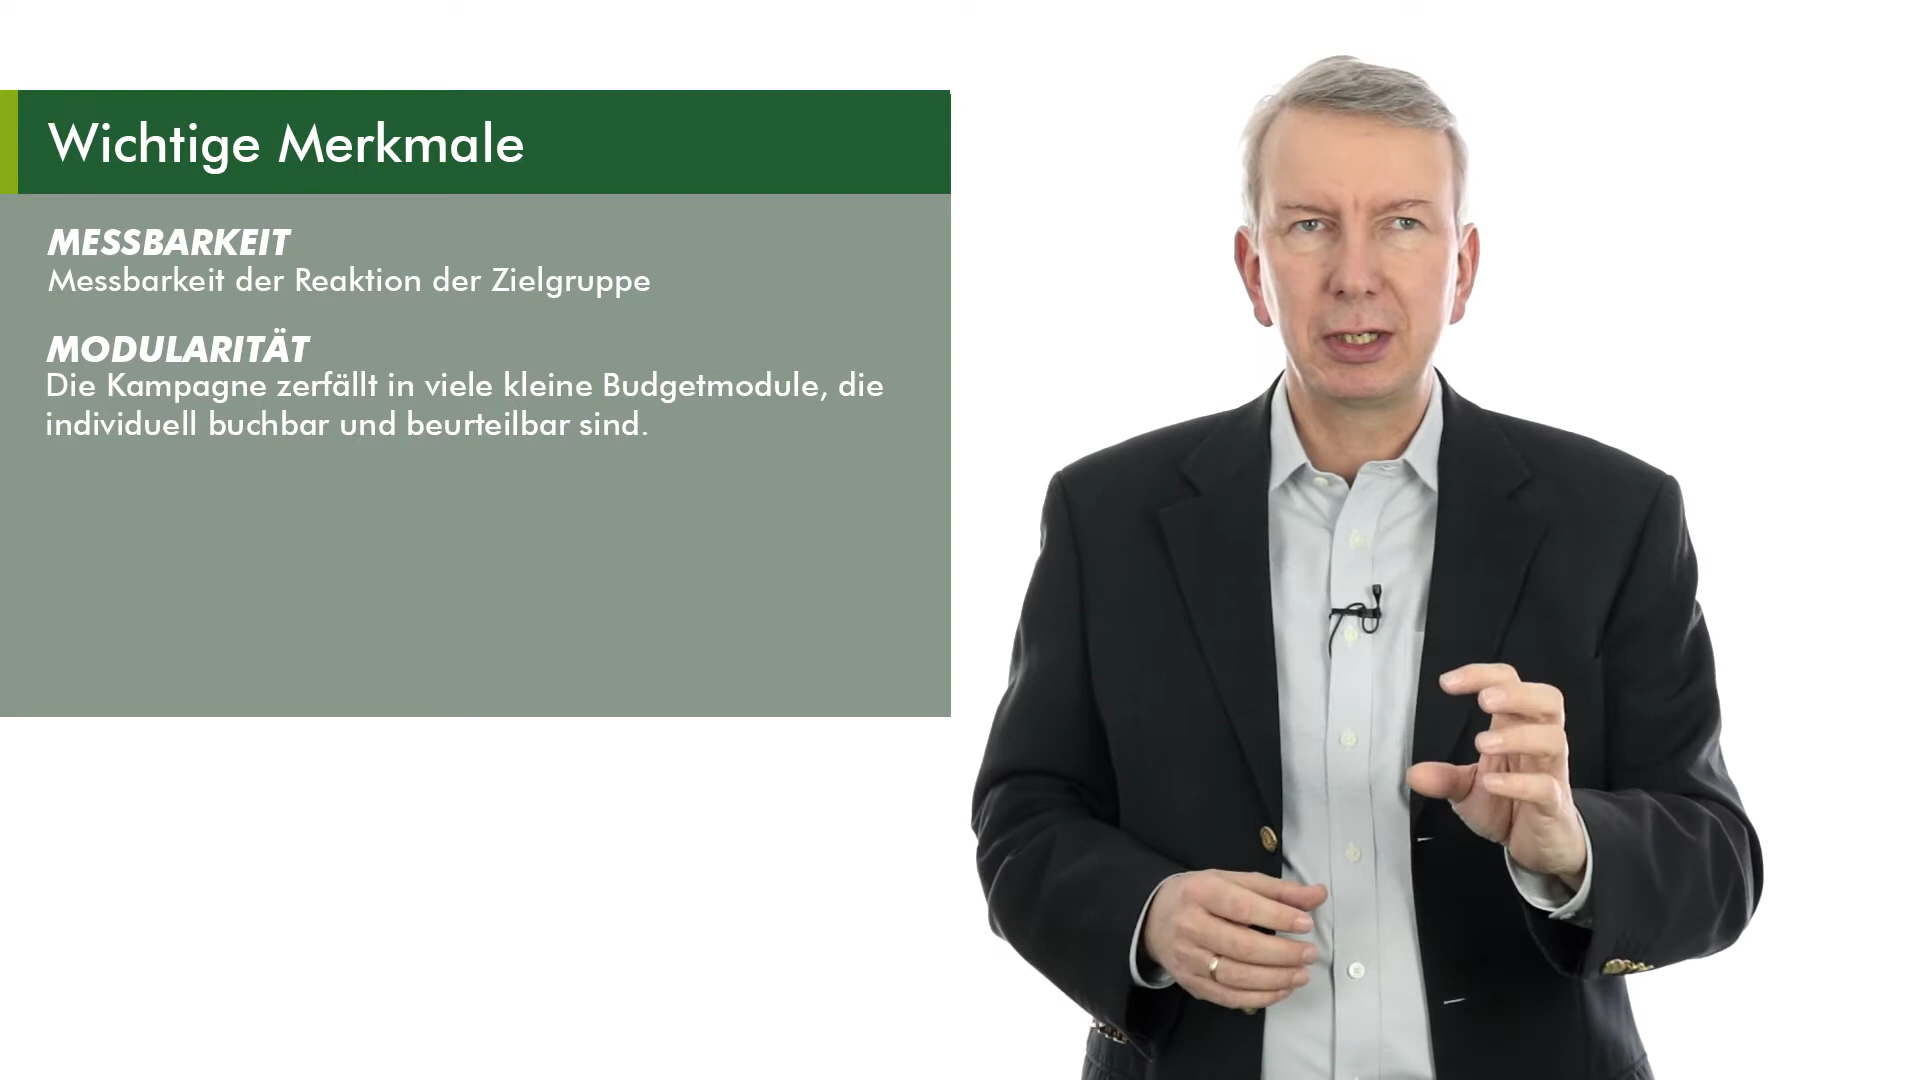 Wichtige Merkmale
MESSBARKEIT
Messbarkeit der Reaktion der Zielgruppe
MODULARITÄT
Die Kampagne zerfällt in viele kleine Budgetmodule, die
individuell buchbar und beurteilbar sind.